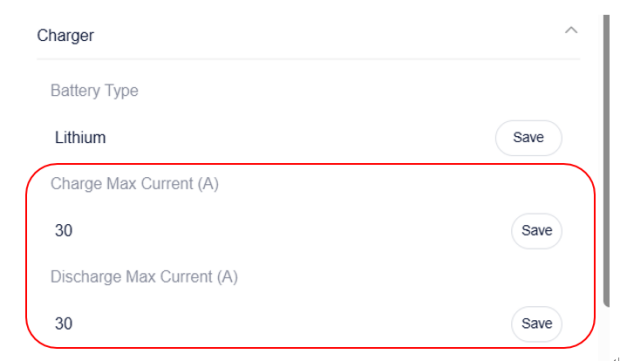 Charger
Battery Type
Lithium Save
Charge Max Current (A)
30 Save
Discharge Max Current (A)
30 Save